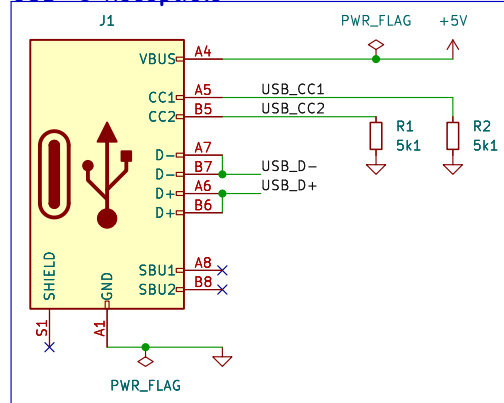 J1
PWR_FLAG
+5V
VBUS
A4
CC1
A5
USB_CC1
CC2
B5
USB_CC2
R1
5k1
R2
5k1
D-
A7
D-
B7
USB_D-
D+
A6
USB_D+
D+
B6
SBU1
A8
SBU2
B8
SHIELD
GND
S1
A1
PWR_FLAG